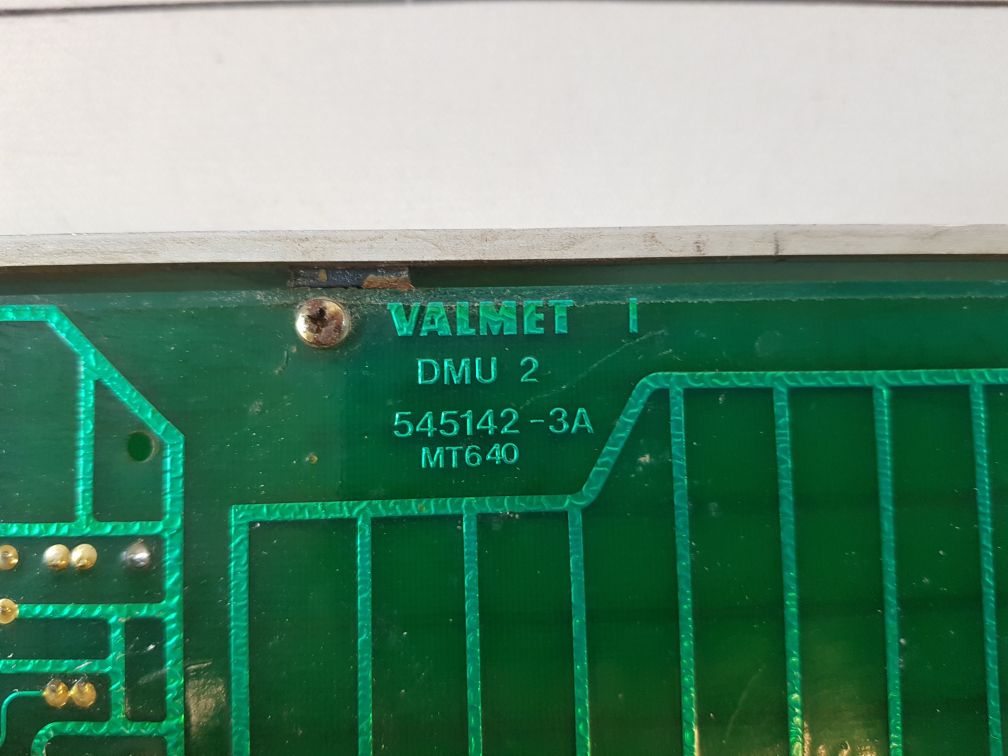 VALMET I
DMU 2
545142-3A
MT640